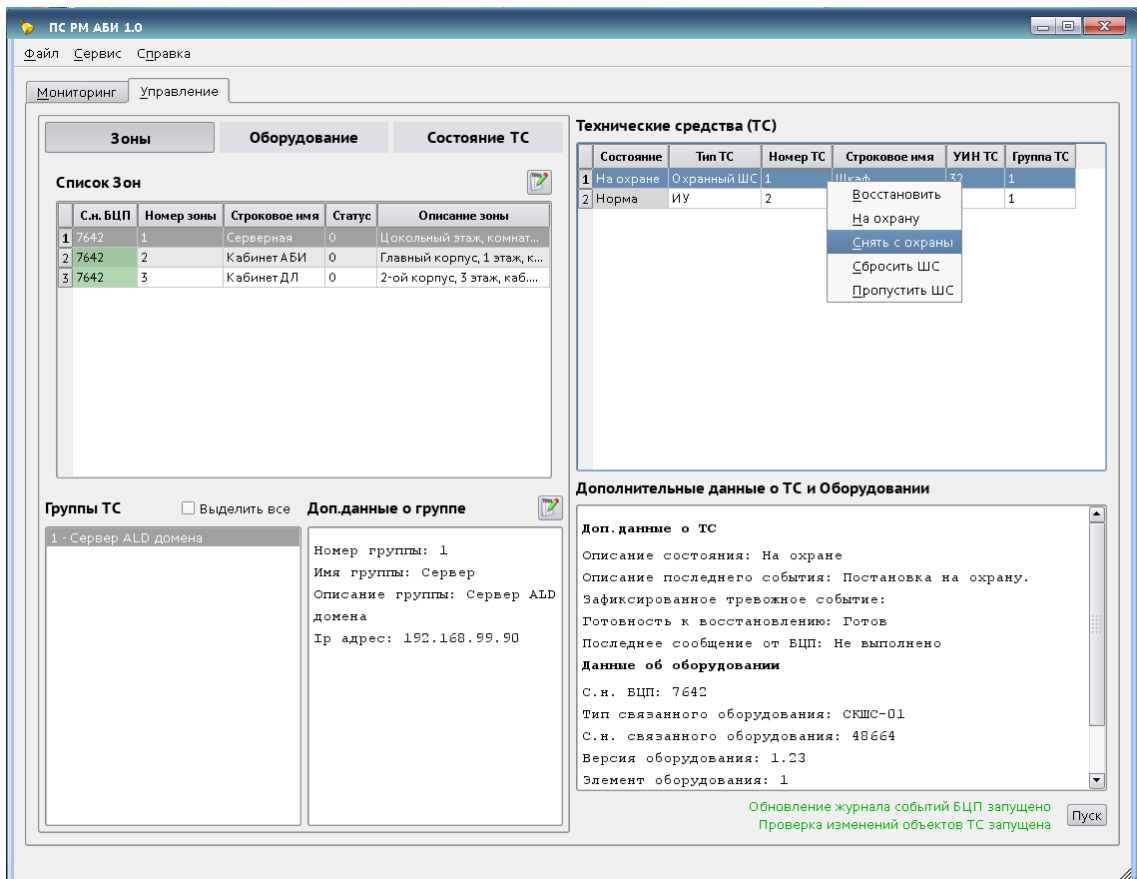 ПС РМ АБИ 1.0
Файл Сервис Справка
Мониторинг Управление
Зоны Оборудование Состояние ТС
Список Зон
С.н. БЦП Номер зоны Строковое имя Статус Описание зоны
1 7642 1 Серверная 0 Цокольный этаж, комнат...
2 7642 2 Кабинет АБИ 0 Главный корпус, 1 этаж, к...
3 7642 3 Кабинет ДЛ 0 2-ой корпус, 3 этаж, каб....
Группы ТС Выделить все
1 - Сервер ALD домена
Доп.данные о группе
Номер группы: 1
Имя группы: Сервер
Описание группы: Сервер ALD
домена
Ip адрес: 192.168.99.90
Технические средства (ТС)
Состояние Тип ТС Номер ТС Строковое имя УИН ТС Группа ТС
1 На охране Охранный ШС 1 Шкаф 32 1
2 Норма ИУ 2 1
Восстановить
На охрану
Снять с охраны
Сбросить ШС
Пропустить ШС
Дополнительные данные о ТС и Оборудовании
Доп.данные о ТС
Описание состояния: На охране
Описание последнего события: Постановка на охрану.
Зафиксированное тревожное событие:
Готовность к восстановлению: Готов
Последнее сообщение от БЦП: Не выполнено
Данные об оборудовании
С.н. БЦП: 7642
Тип связанного оборудования: СКШС-01
С.н. связанного оборудования: 48664
Версия оборудования: 1.23
Элемент оборудования: 1
Обновление журнала событий БЦП запущено
Проверка изменений объектов ТС запущена
Пуск